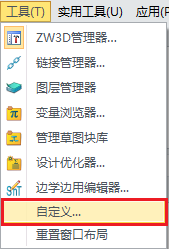 工具(T) 实用工具(U) 应用(P
ZW3D管理器...
链接管理器...
图层管理器
变量浏览器...
管理草图块库
设计优化器...
边学边用编辑器...
自定义...
重置窗口布局